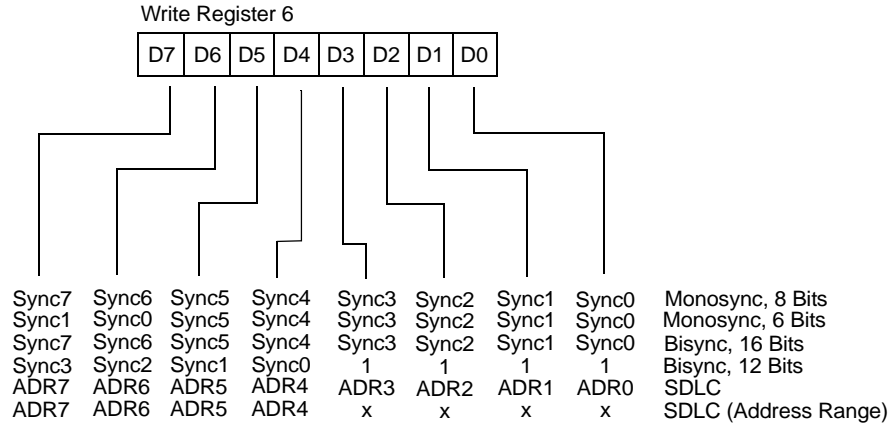 Write Register 6
D7 D6 D5 D4 D3 D2 D1 D0
Sync7 Sync6 Sync5 Sync4 Sync3 Sync2 Sync1 Sync0 Monosync, 8 Bits
Sync1 Sync0 Sync5 Sync4 Sync3 Sync2 Sync1 Sync0 Monosync, 6 Bits
Sync7 Sync6 Sync5 Sync4 Sync3 Sync2 Sync1 Sync0 Bisync, 16 Bits
Sync3 Sync2 Sync1 Sync0 1 1 1 1 Bisync, 12 Bits
ADR7 ADR6 ADR5 ADR4 ADR3 ADR2 ADR1 ADR0 SDLC
ADR7 ADR6 ADR5 ADR4 x x x x SDLC (Address Range)